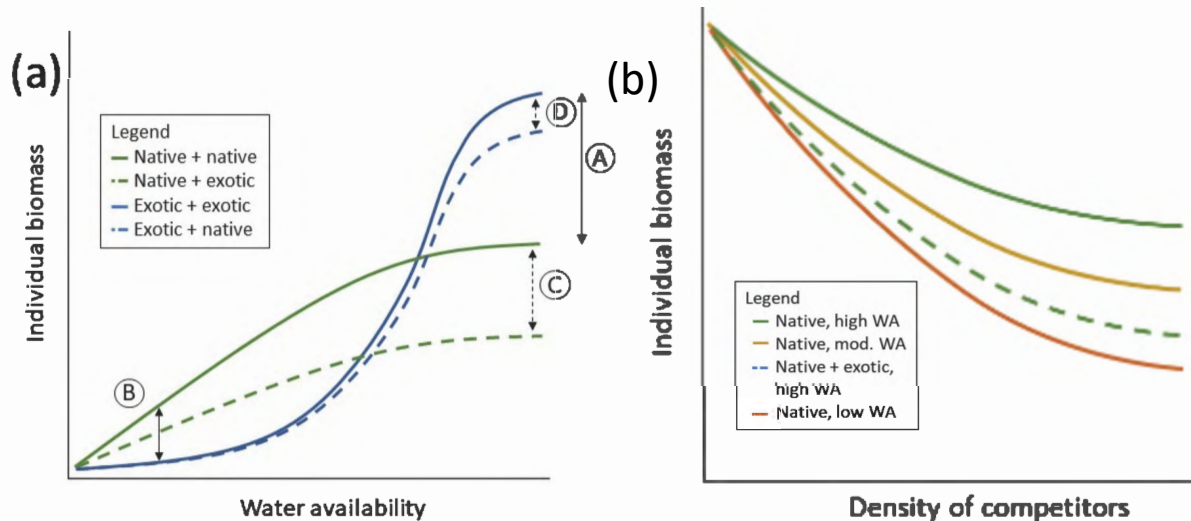 (a)
Individual biomass
Legend
Native + native
Native + exotic
Exotic + exotic
Exotic + native
D
A
C
B
Water availability
(b)
Individual biomass
Legend
Native, high WA
Native, mod. WA
Native + exotic,
high WA
Native, low WA
Density of competitors